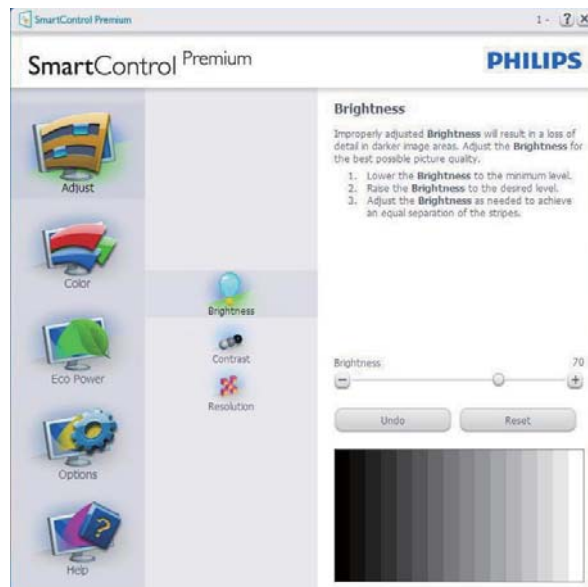 SmartControl Premium
1 -
?
X
SmartControl Premium
PHILIPS
Adjust
Color
Eco Power
Options
Help
Brightness
Contrast
Resolution
Brightness
Improperly adjusted Brightness will result in a loss of
detail in darker image areas. Adjust the Brightness for
the best possible picture quality.
1. Lower the Brightness to the minimum level.
2. Raise the Brightness to the desired level.
3. Adjust the Brightness as needed to achieve
an equal separation of the stripes.
Brightness 70
Undo Reset